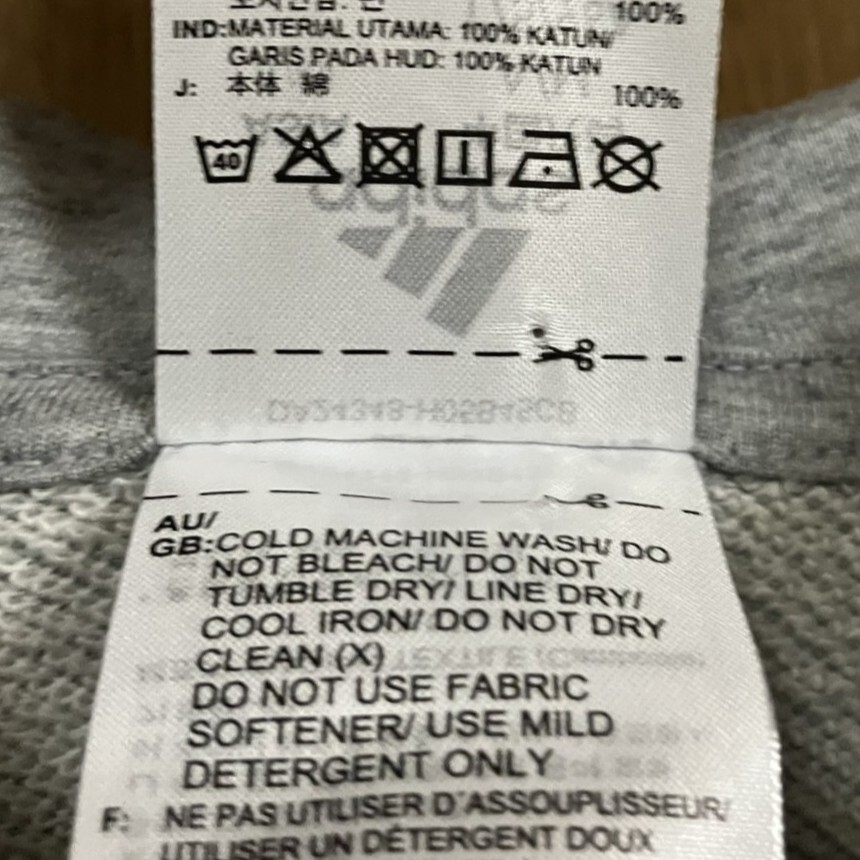 100%
IND:MATERIAL UTAMA: 100% KATUN/
GARIS PADA HUD: 100% KATUN
J: 本体 綿 100%
40
AU/
GB:COLD MACHINE WASH/ DO
NOT BLEACH/ DO NOT
TUMBLE DRY/ LINE DRY/
COOL IRON/ DO NOT DRY
CLEAN (X)
DO NOT USE FABRIC
SOFTENER/ USE MILD
DETERGENT ONLY
F: NE PAS UTILISER D'ASSOUPLISSEUR/
UTILISER UN DÉTERGENT DOUX